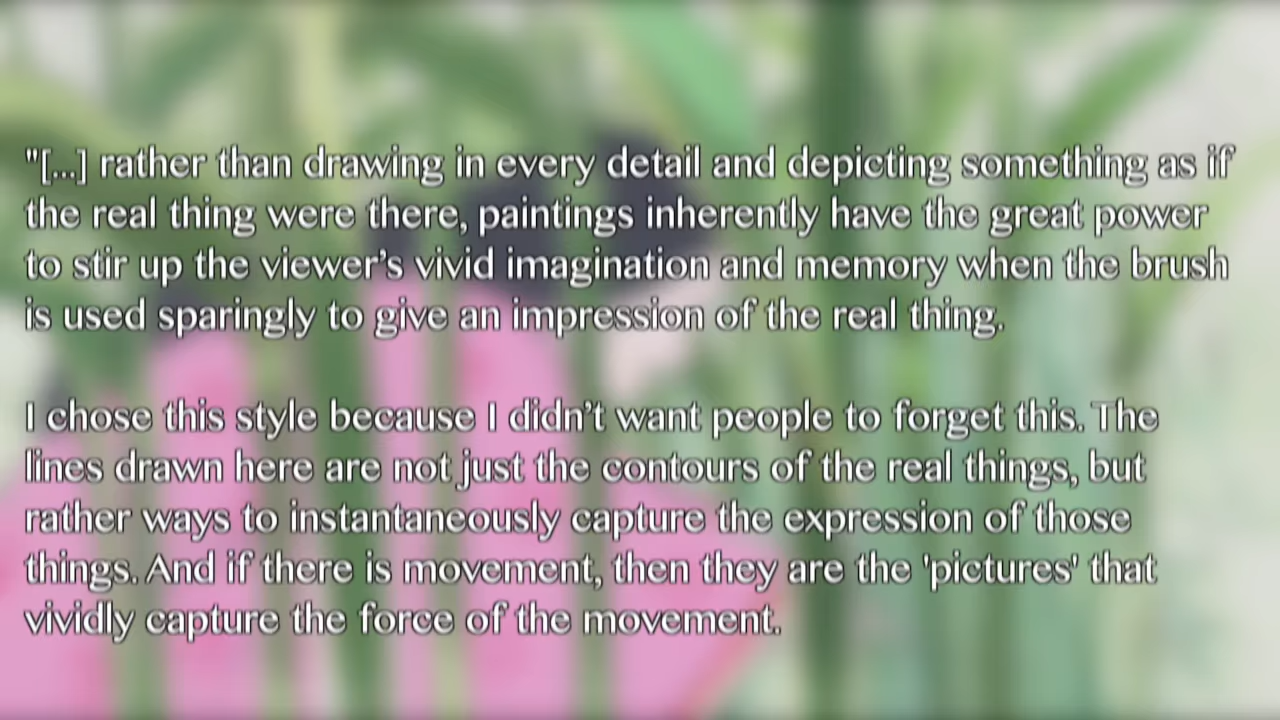 "[...] rather than drawing in every detail and depicting something as if
the real thing were there, paintings inherently have the great power
to stir up the viewer’s vivid imagination and memory when the brush
is used sparingly to give an impression of the real thing.
I chose this style because I didn’t want people to forget this. The
lines drawn here are not just the contours of the real things, but
rather ways to instantaneously capture the expression of those
things. And if there is movement, then they are the 'pictures' that
vividly capture the force of the movement.